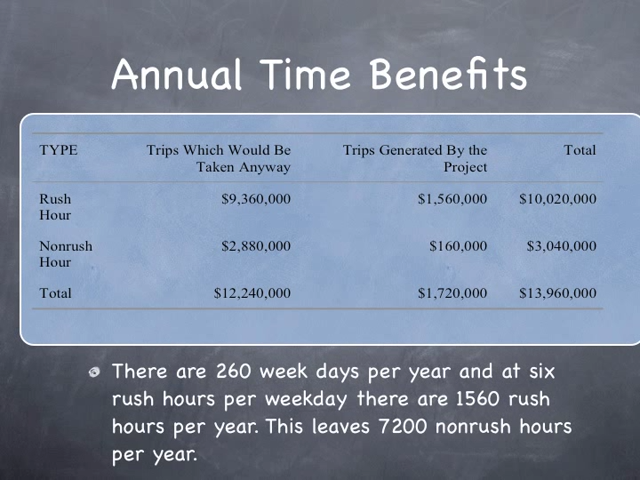 Annual Time Benefits
TYPE Trips Which Would Be Taken Anyway Trips Generated By the Project Total
Rush Hour $9,360,000 $1,560,000 $10,020,000
Nonrush Hour $2,880,000 $160,000 $3,040,000
Total $12,240,000 $1,720,000 $13,960,000
There are 260 week days per year and at six
rush hours per weekday there are 1560 rush
hours per year. This leaves 7200 nonrush hours
per year.